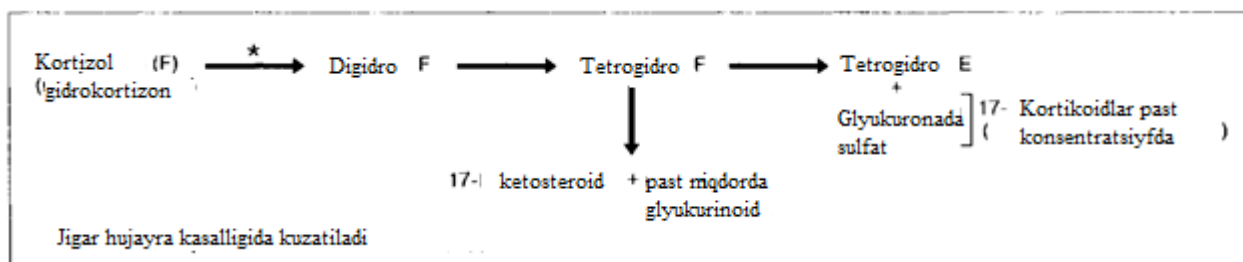 Kortizol (F) * Digidro F Tetrogidro F Tetrogidro E
(gidrokortizon +
Glyukuronada 17- Kortikoidlar past
sulfat ( konsentratsiyfda )
17- ketosteroid + past miqdorda
glyukurinoid
Jigar hujayra kasalligida kuzatiladi